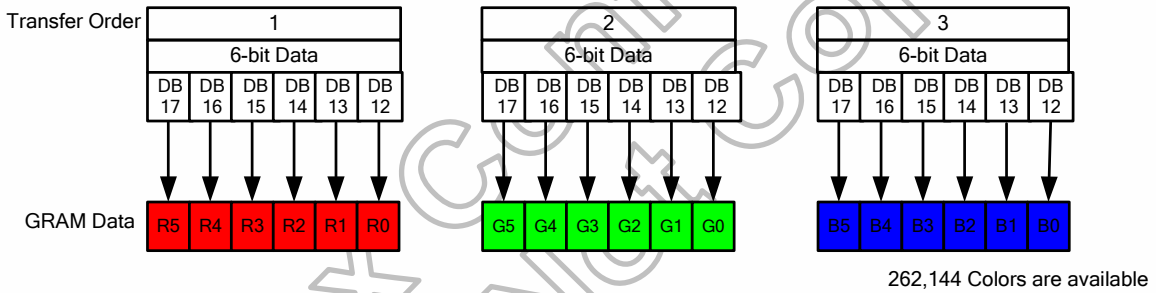 Transfer Order 1 2 3
6-bit Data 6-bit Data 6-bit Data
DB 17 DB 16 DB 15 DB 14 DB 13 DB 12 DB 17 DB 16 DB 15 DB 14 DB 13 DB 12 DB 17 DB 16 DB 15 DB 14 DB 13 DB 12
GRAM Data R5 R4 R3 R2 R1 R0 G5 G4 G3 G2 G1 G0 B5 B4 B3 B2 B1 B0
262,144 Colors are available